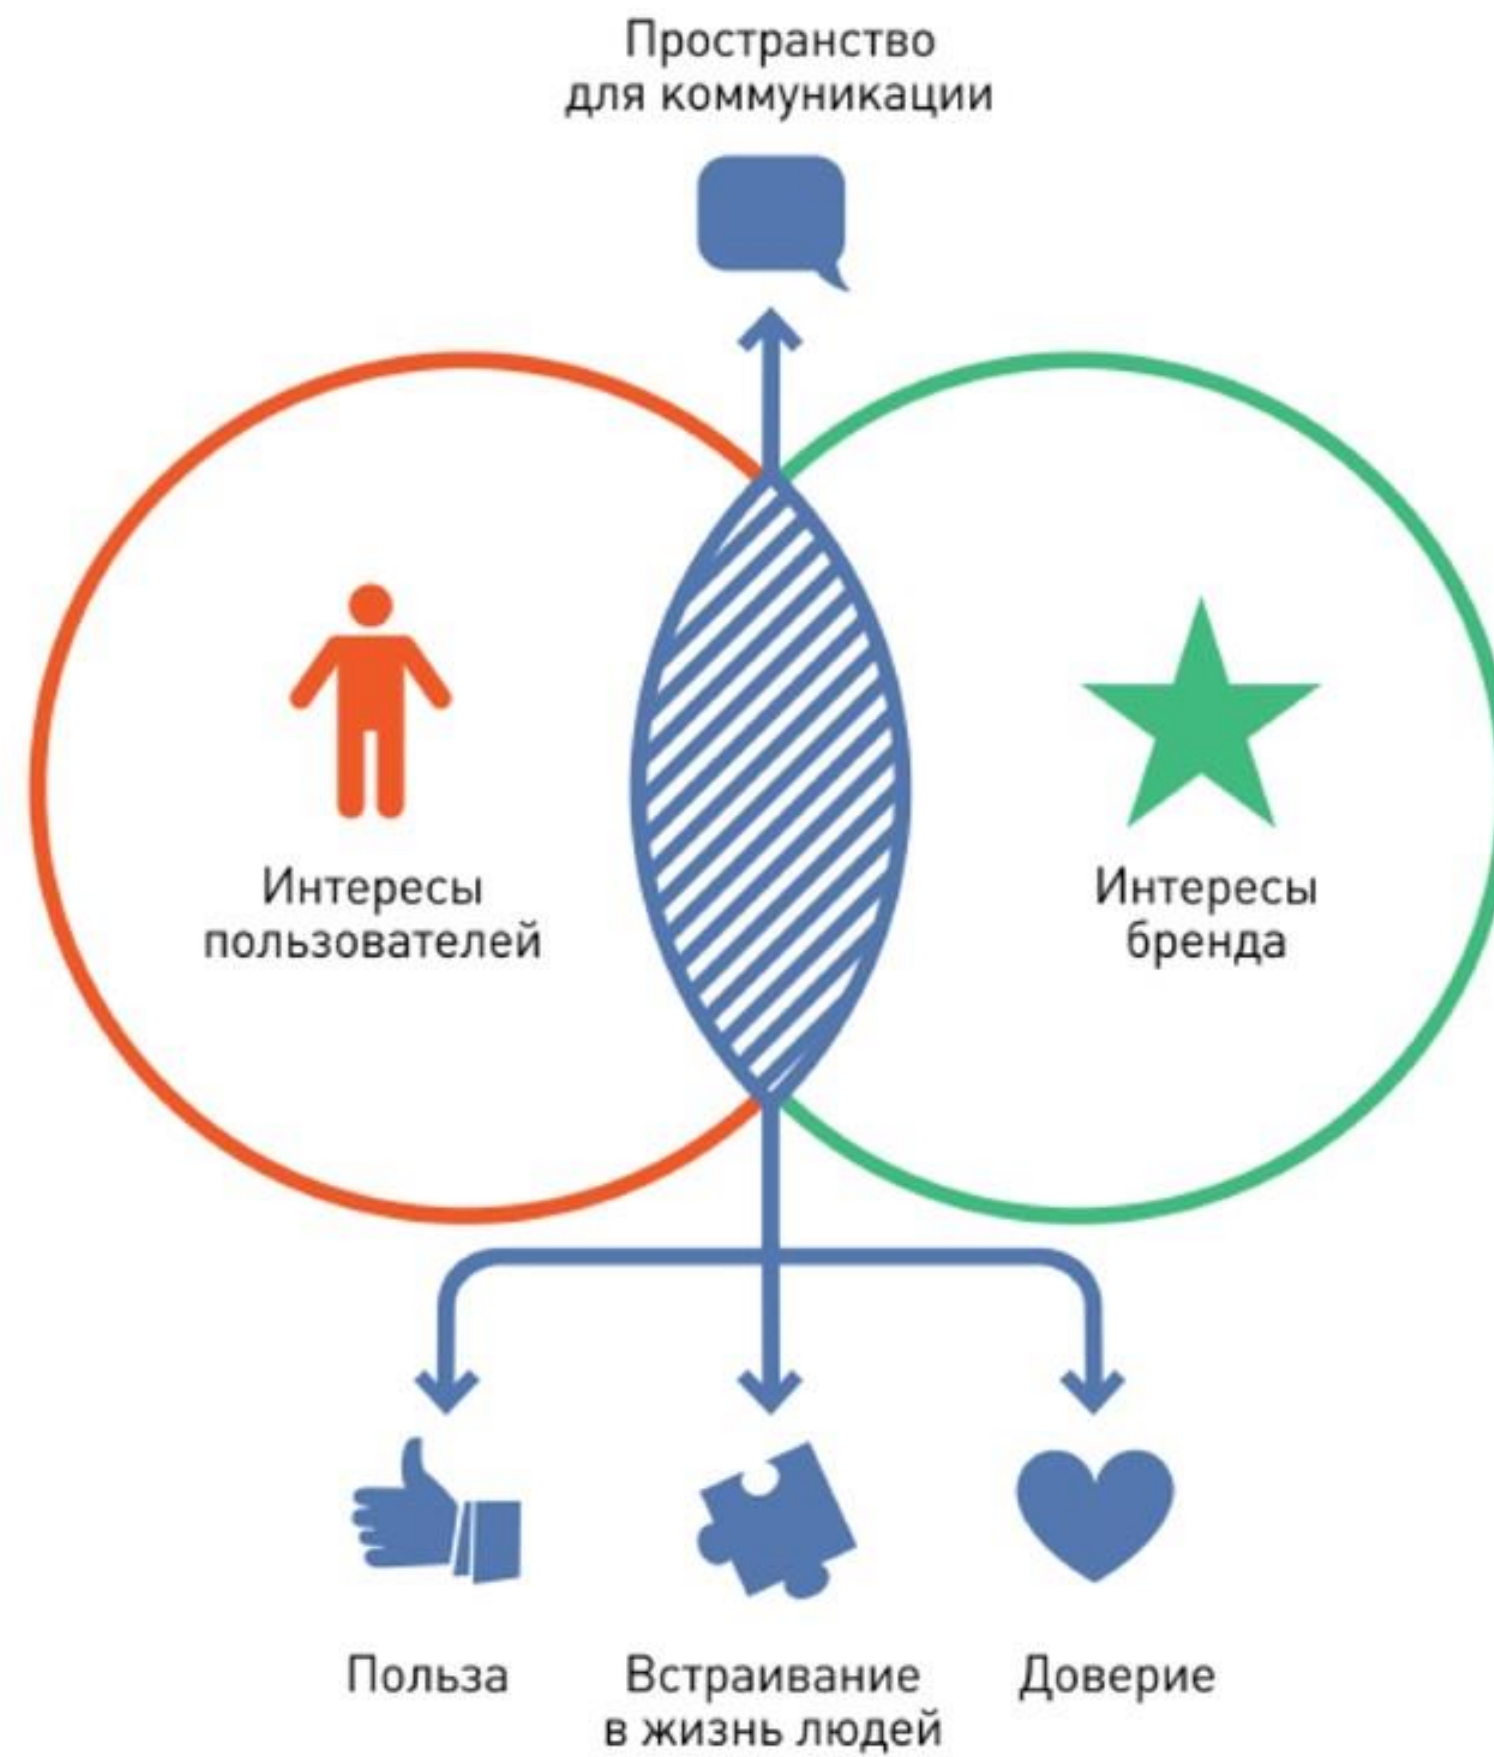 Пространство
для коммуникации
Интересы
пользователей
Интересы
бренда
Польза
Встраивание
в жизнь людей
Доверие